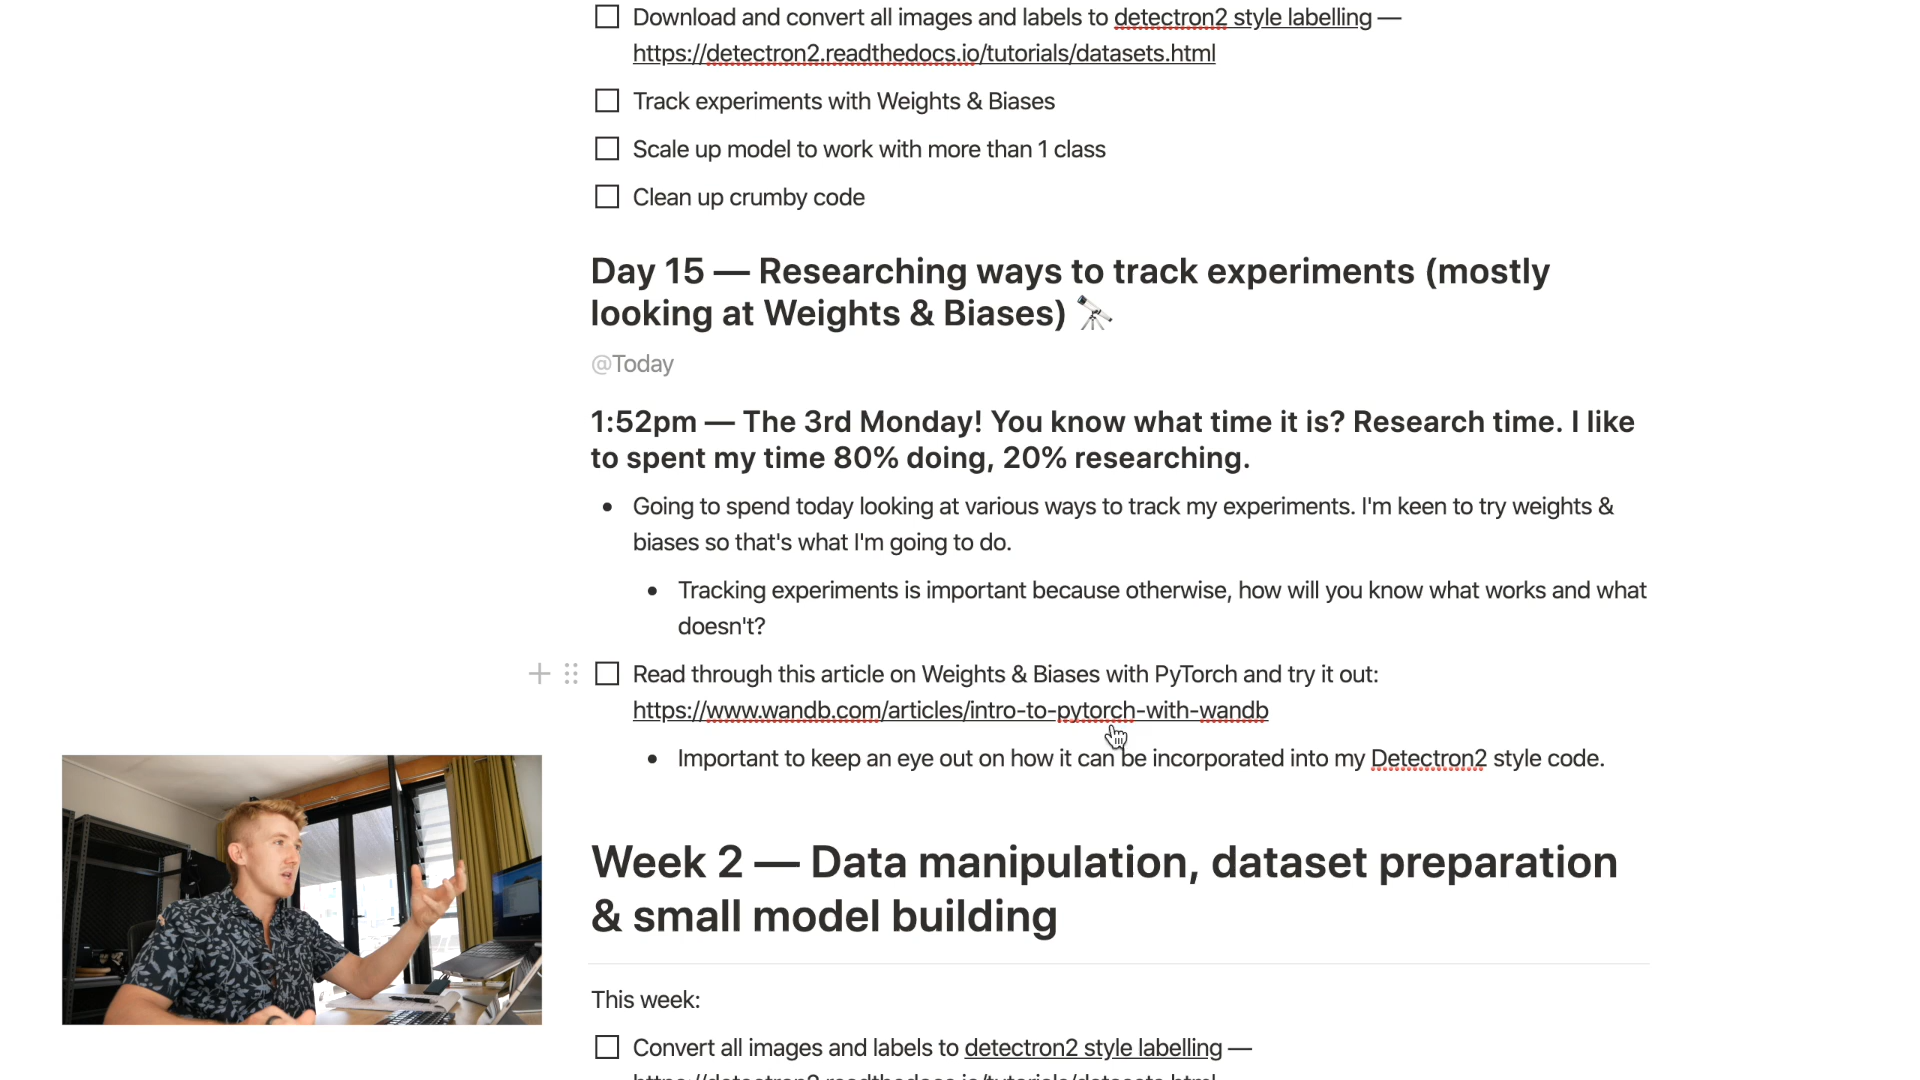 Download and convert all images and labels to detectron2 style labelling —
https://detectron2.readthedocs.io/tutorials/datasets.html
Track experiments with Weights & Biases
Scale up model to work with more than 1 class
Clean up crumby code
Day 15 — Researching ways to track experiments (mostly
looking at Weights & Biases) 🔭
@Today
1:52pm — The 3rd Monday! You know what time it is? Research time. I like
to spent my time 80% doing, 20% researching.
Going to spend today looking at various ways to track my experiments. I'm keen to try weights &
biases so that's what I'm going to do.
Tracking experiments is important because otherwise, how will you know what works and what
doesn't?
Read through this article on Weights & Biases with PyTorch and try it out:
https://www.wandb.com/articles/intro-to-pytorch-with-wandb
Important to keep an eye out on how it can be incorporated into my Detectron2 style code.
Week 2 — Data manipulation, dataset preparation
& small model building
This week:
Convert all images and labels to detectron2 style labelling —
https://detectron2.readthedocs.io/tutorials/datasets.html